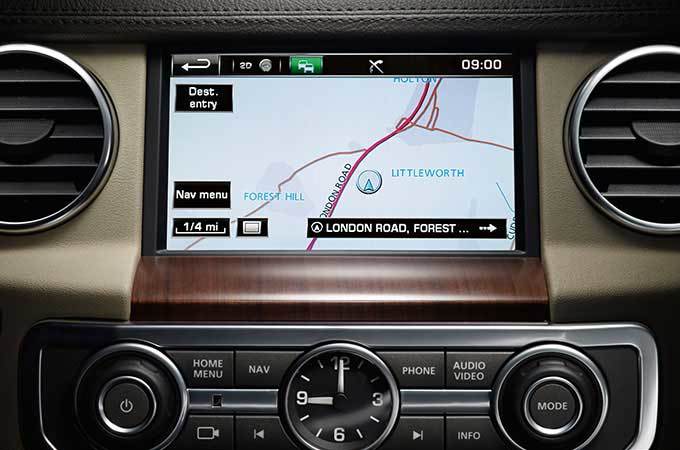 2D
09:00
HOLTON
Dest.
entry
LITTLEWORTH
Nav menu
FOREST HILL
LONDON ROAD
1/4 mi
LONDON ROAD, FOREST ...
HOME
MENU
NAV
PHONE
AUDIO
VIDEO
12
9
3
6
MODE
INFO